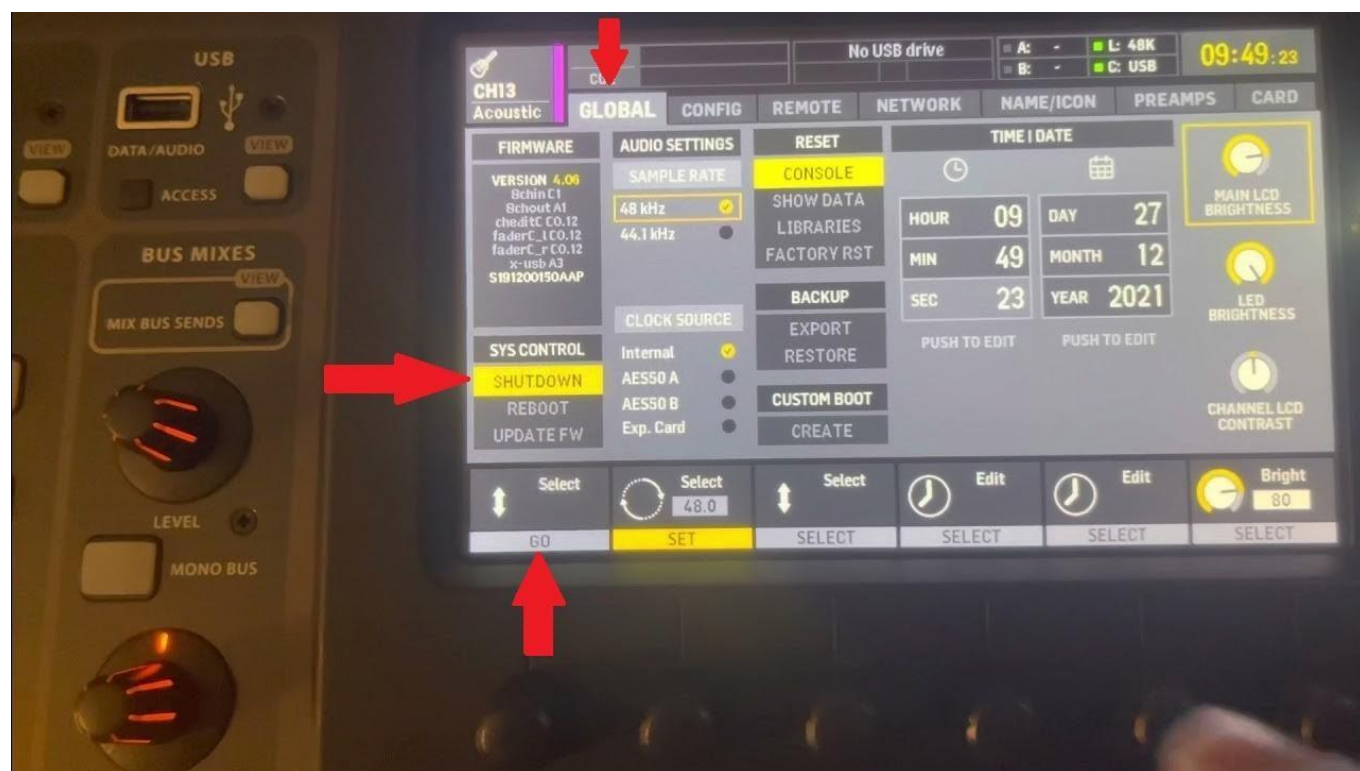 USB
VIEW
DATA/AUDIO
VIEW
ACCESS
BUS MIXES
VIEW
MIX BUS SENDS
LEVEL
MONO BUS
CH13
Acoustic
No USB drive
A: - L: 48K
B: - C: USB
09:49:23
GLOBAL CONFIG REMOTE NETWORK NAME/ICON PREAMPS CARD
FIRMWARE
VERSION 4.06
8chin C1
8chout A1
cheditC C0.12
faderC_l C0.12
faderC_r C0.12
x-usb A3
S191200150AAP
SYS CONTROL
SHUTDOWN
REBOOT
UPDATE FW
AUDIO SETTINGS
SAMPLE RATE
48 kHz
44.1 kHz
CLOCK SOURCE
Internal
AES50 A
AES50 B
Exp. Card
RESET
CONSOLE
SHOW DATA
LIBRARIES
FACTORY RST
BACKUP
EXPORT
RESTORE
CUSTOM BOOT
CREATE
TIME | DATE
HOUR 09
MIN 49
SEC 23
PUSH TO EDIT
DAY 27
MONTH 12
YEAR 2021
PUSH TO EDIT
MAIN LCD
BRIGHTNESS
LED
BRIGHTNESS
CHANNEL LCD
CONTRAST
Select
GO
Select
48.0
SET
Select
SELECT
Edit
SELECT
Edit
SELECT
Bright
80
SELECT